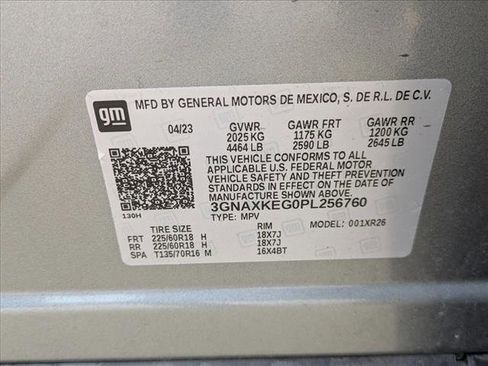 gm
MFD BY GENERAL MOTORS DE MEXICO, S. DE R.L. DE C.V.
04/23 GVWR GAWR FRT GAWR RR
2025 KG 1175 KG 1200 KG
4464 LB 2590 LB 2645 LB
THIS VEHICLE CONFORMS TO ALL
APPLICABLE U.S. FEDERAL MOTOR
VEHICLE SAFETY AND THEFT
PREVENTION STANDARDS IN EFFECT
ON THE DATE OF
MANUFACTURE SHOWN ABOVE.
3GNAXKEG0PL256760
130H TYPE: MPV MODEL: 001XR26
TIRE SIZE RIM
FRT 225/60R18 H 18X7J
RR 225/60R18 H 18X7J
SPA T135/70R16 M 16X4BT